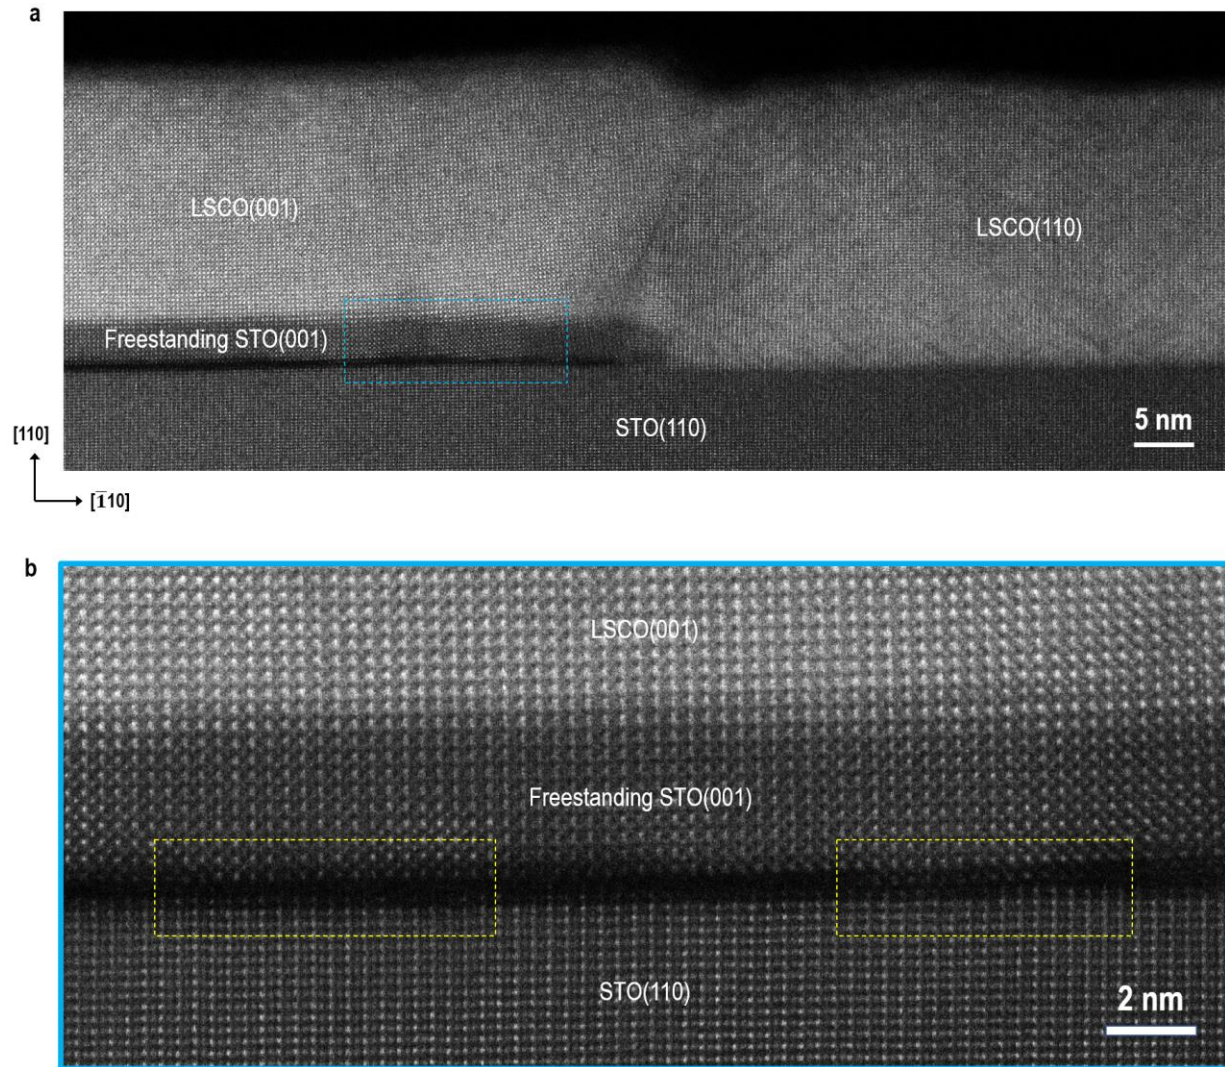 a
LSCO(001)
LSCO(110)
Freestanding STO(001)
STO(110)
5 nm
[110]
[1̅10]
b
LSCO(001)
Freestanding STO(001)
STO(110)
2 nm